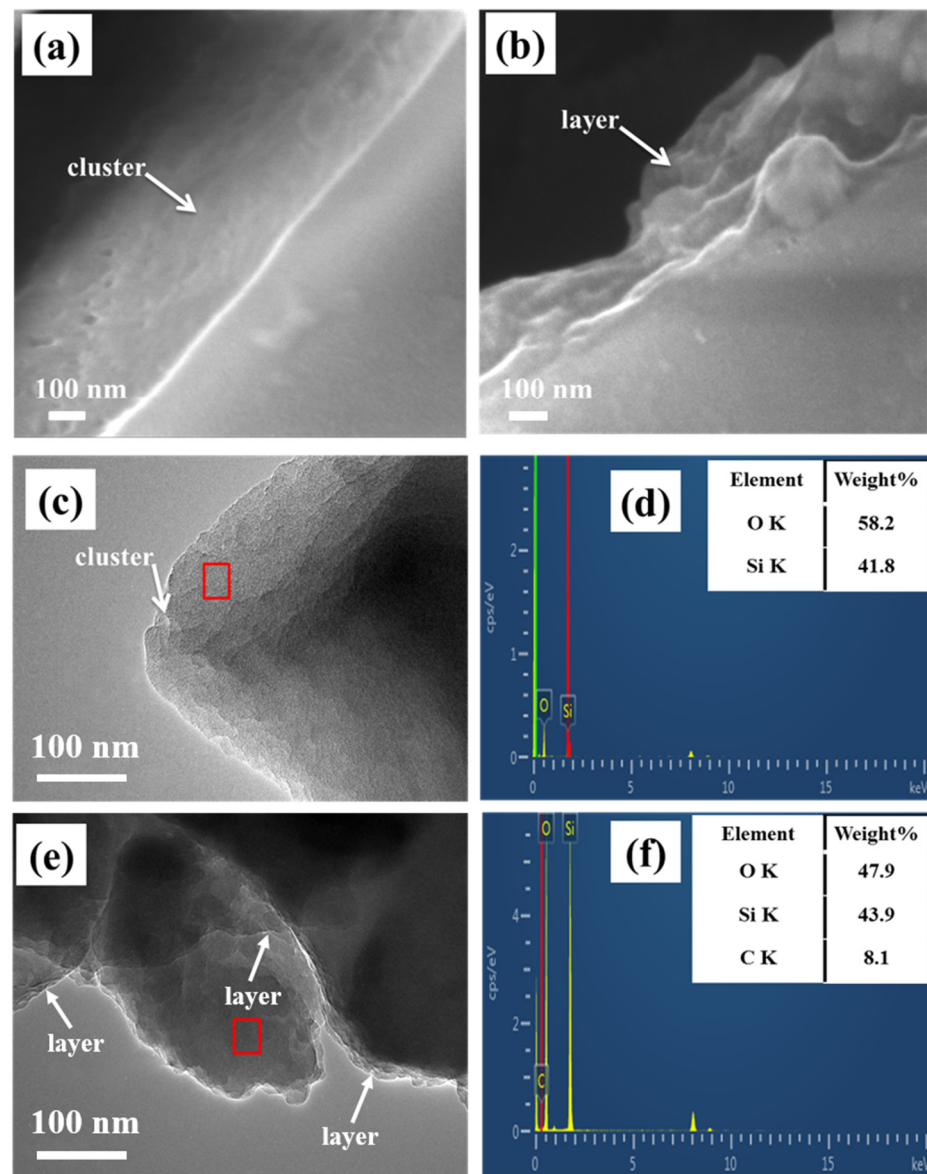 (a)
cluster
100 nm
(b)
layer
100 nm
(c)
cluster
100 nm
(d)
Element Weight%
O K 58.2
Si K 41.8
cps/eV
2
1
0
O
Si
0 5 10 15 keV
(e)
layer
layer
layer
100 nm
(f)
Element Weight%
O K 47.9
Si K 43.9
C K 8.1
cps/eV
O
Si
4
2
C
0
0 5 10 15 keV